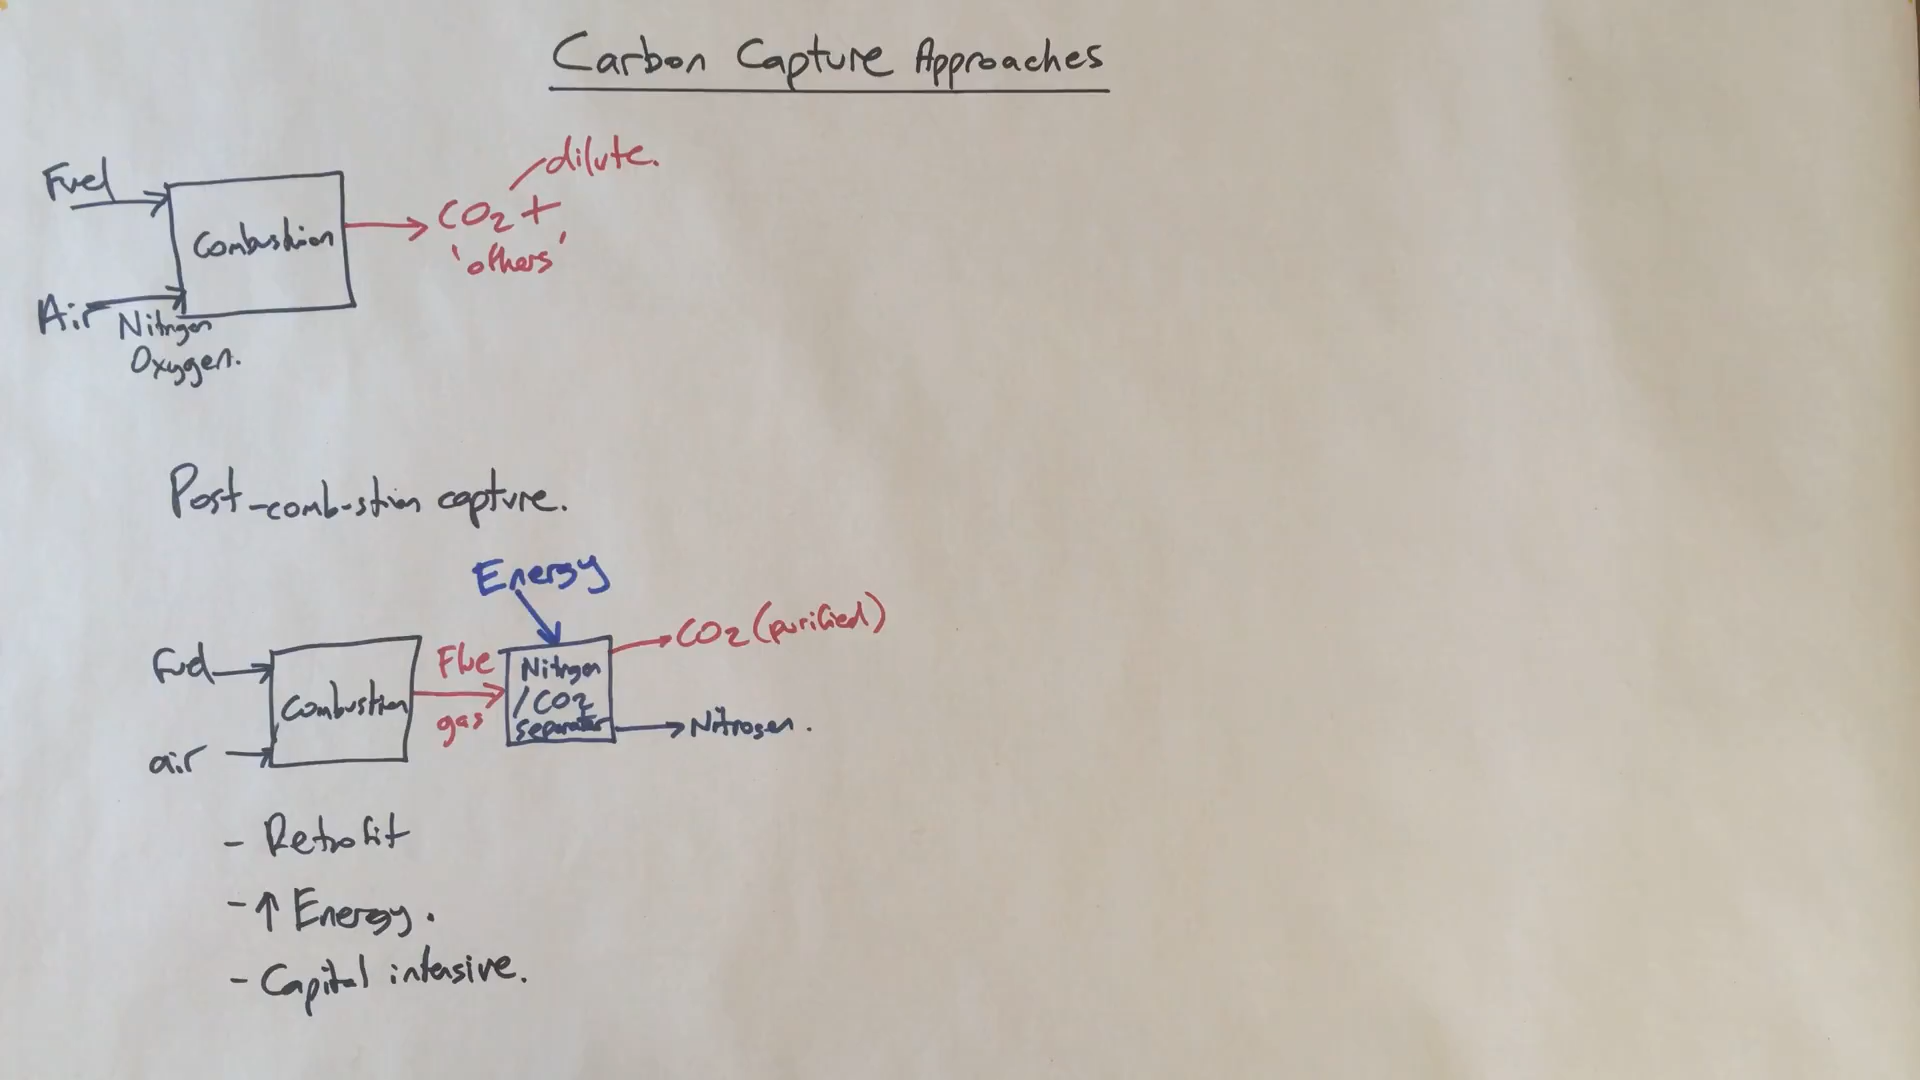 Carbon Capture Approaches
dilute.
Fuel
Combustion
CO2 +
'others'
Air
Nitrogen
Oxygen.
Post-combustion capture.
Energy
Fuel
air
Combustion
Flue
gas
Nitrogen
/CO2
separator
CO2 (purified)
Nitrogen.
- Retrofit
- ↑ Energy.
- Capital intensive.